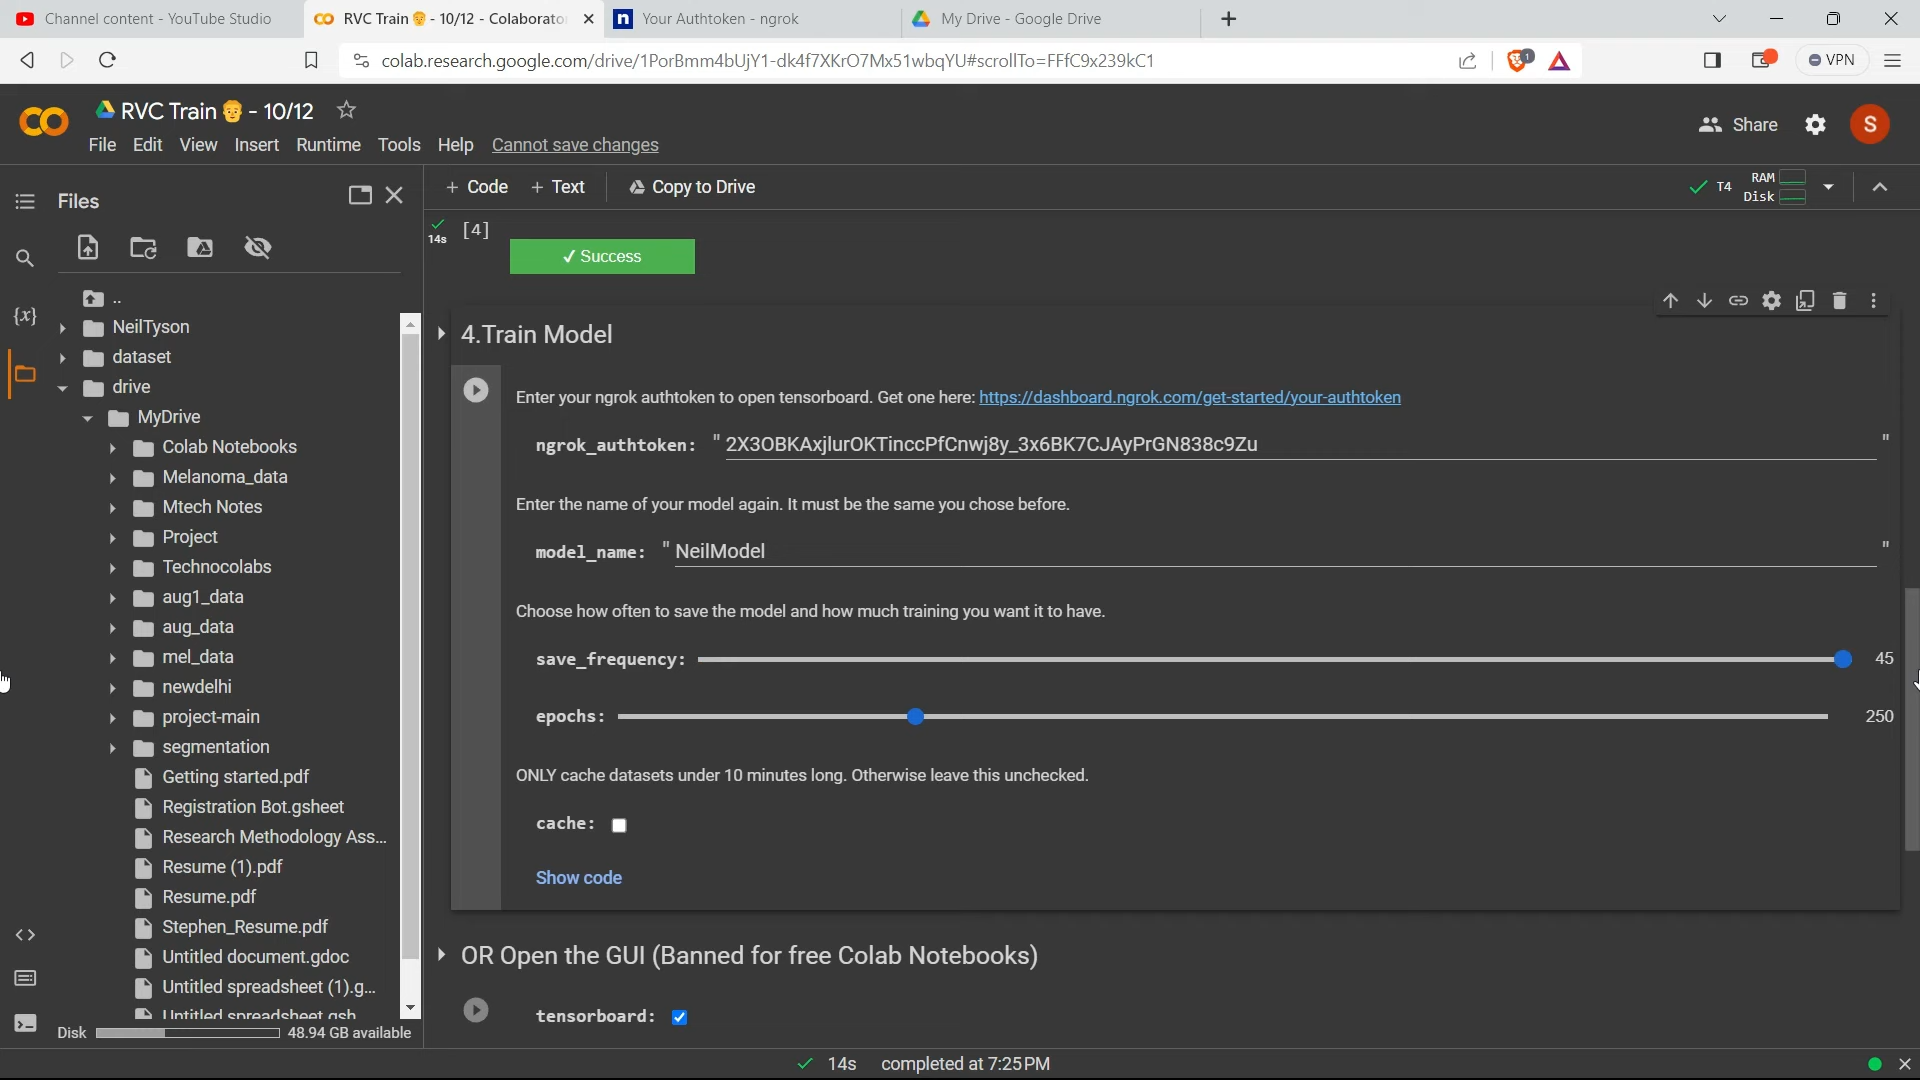 Channel content - YouTube Studio
RVC Train - 10/12 - Colaborato
Your Authtoken - ngrok
My Drive - Google Drive
colab.research.google.com/drive/1PorBmm4bUjY1-dk4f7XKrO7Mx51wbqYU#scrollTo=FFfC9x239kC1
1
VPN
RVC Train - 10/12
File Edit View Insert Runtime Tools Help Cannot save changes
Share
S
Files
+ Code + Text Copy to Drive
T4 RAM
Disk
..
NeilTyson
dataset
drive
MyDrive
Colab Notebooks
Melanoma_data
Mtech Notes
Project
Technocolabs
aug1_data
aug_data
mel_data
newdelhi
project-main
segmentation
Getting started.pdf
Registration Bot.gsheet
Research Methodology Ass...
Resume (1).pdf
Resume.pdf
Stephen_Resume.pdf
Untitled document.gdoc
Untitled spreadsheet (1).g...
Untitled spreadsheet.gsh
Disk 48.94 GB available
14s [4]
✓ Success
4.Train Model
Enter your ngrok authtoken to open tensorboard. Get one here: https://dashboard.ngrok.com/get-started/your-authtoken
ngrok_authtoken: "2X3OBKAxjlurOKTinccPfCnwj8y_3x6BK7CJAyPrGN838c9Zu"
Enter the name of your model again. It must be the same you chose before.
model_name: "NeilModel"
Choose how often to save the model and how much training you want it to have.
save_frequency: 45
epochs: 250
ONLY cache datasets under 10 minutes long. Otherwise leave this unchecked.
cache:
Show code
OR Open the GUI (Banned for free Colab Notebooks)
tensorboard:
14s completed at 7:25 PM